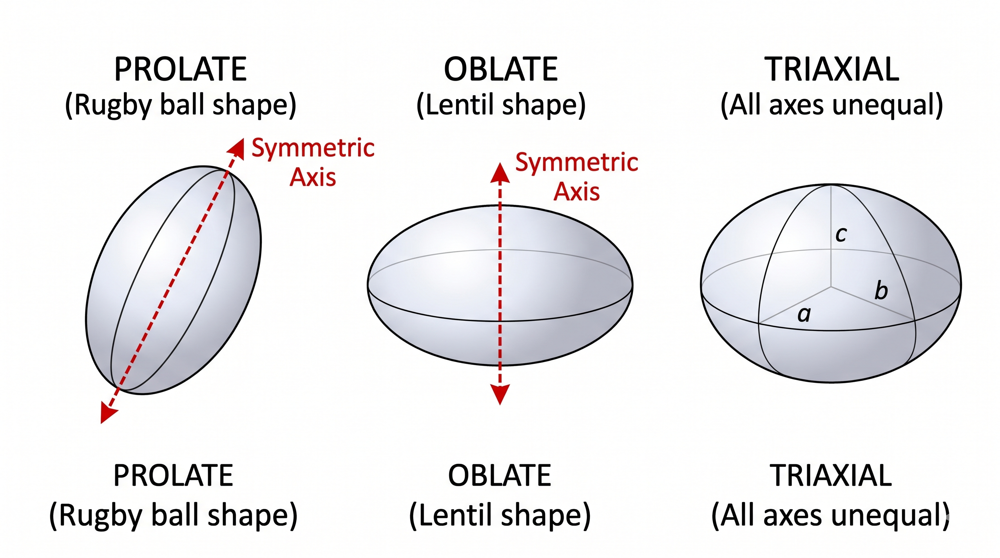 PROLATE
(Rugby ball shape)
OBLATE
(Lentil shape)
TRIAXIAL
(All axes unequal)
Symmetric
Axis
Symmetric
Axis
c
b
a
PROLATE
(Rugby ball shape)
OBLATE
(Lentil shape)
TRIAXIAL
(All axes unequal)